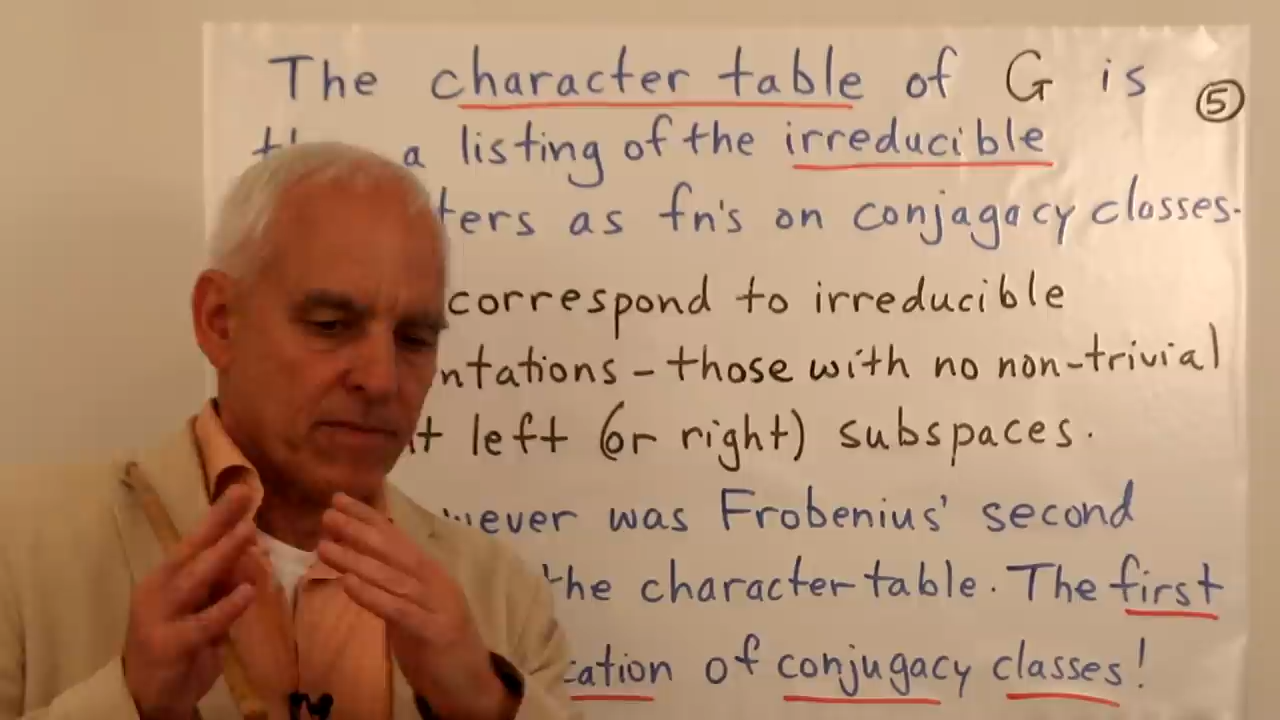 The character table of G is
⑤
a listing of the irreducible
ters as fn's on conjagacy classes.
correspond to irreducible
ntations - those with no non-trivial
t left (or right) subspaces.
wever was Frobenius' second
the character table. The first
cation of conjugacy classes!